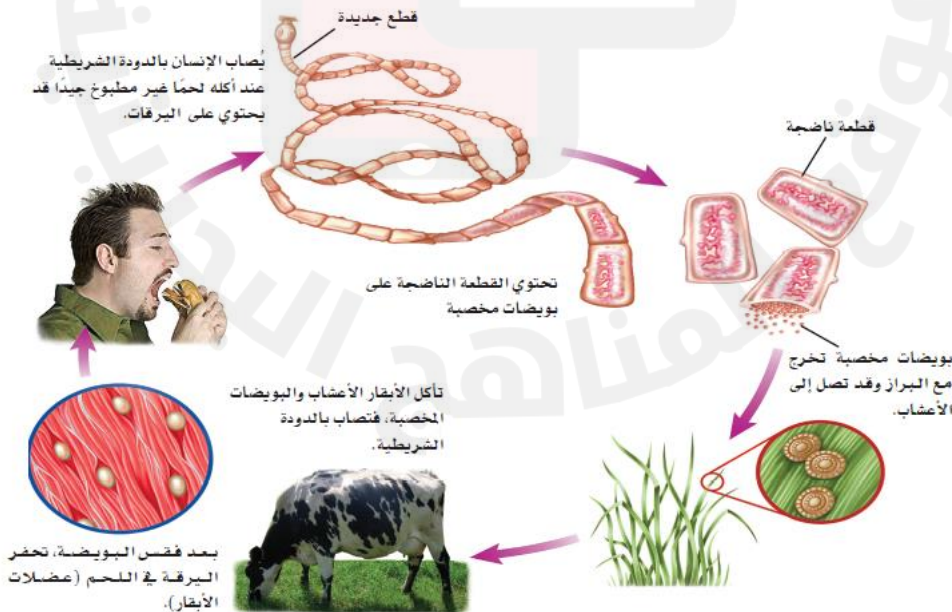 قطع جديدة
يُصاب الإنسان بالدودة الشريطية
عند أكله لحمًا غير مطبوخ جيدًا قد
يحتوي على اليرقات.
قطعة ناضجة
تحتوي القطعة الناضجة على
بويضات مخصبة
بويضات مخصبة تخرج
مع البراز وقد تصل إلى
الأعشاب.
تأكل الأبقار الأعشاب والبويضات
المخصبة، فتصاب بالدودة
الشريطية.
بعد فقس البويضة، تحفر
اليرقة في اللحم (عضلات
الأبقار).